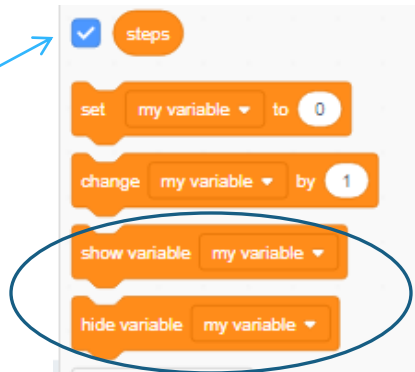 steps
set my variable to 0
change my variable by 1
show variable my variable
hide variable my variable